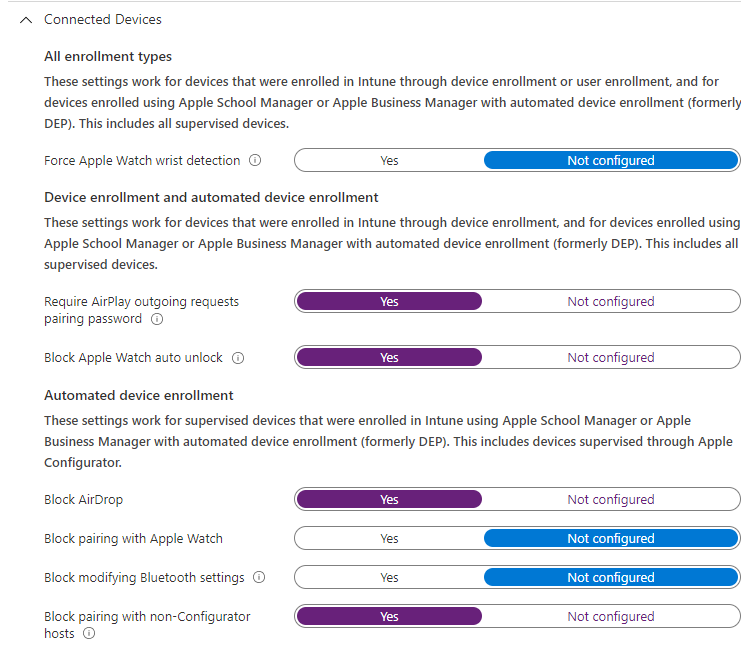 Connected Devices
All enrollment types
These settings work for devices that were enrolled in Intune through device enrollment or user enrollment, and for
devices enrolled using Apple School Manager or Apple Business Manager with automated device enrollment (formerly
DEP). This includes all supervised devices.
Force Apple Watch wrist detection Yes Not configured
Device enrollment and automated device enrollment
These settings work for devices that were enrolled in Intune through device enrollment, and for devices enrolled using
Apple School Manager or Apple Business Manager with automated device enrollment (formerly DEP). This includes all
supervised devices.
Require AirPlay outgoing requests Yes Not configured
pairing password
Block Apple Watch auto unlock Yes Not configured
Automated device enrollment
These settings work for supervised devices that were enrolled in Intune using Apple School Manager or Apple
Business Manager with automated device enrollment (formerly DEP). This includes devices supervised through Apple
Configurator.
Block AirDrop Yes Not configured
Block pairing with Apple Watch Yes Not configured
Block modifying Bluetooth settings Yes Not configured
Block pairing with non-Configurator Yes Not configured
hosts